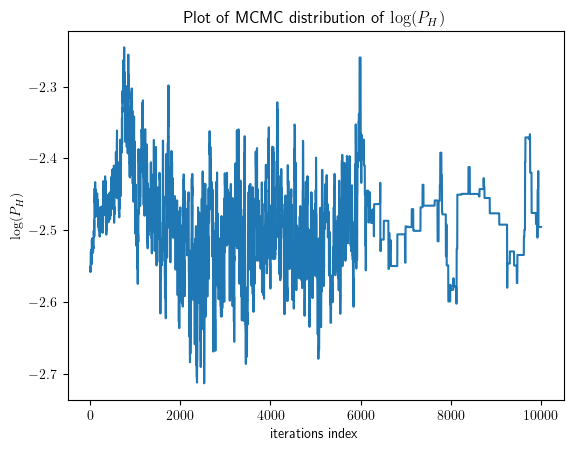 Plot of MCMC distribution of log(P_H)
−2.3
−2.4
−2.5
−2.6
−2.7
log(P_H)
0 2000 4000 6000 8000 10000
iterations index